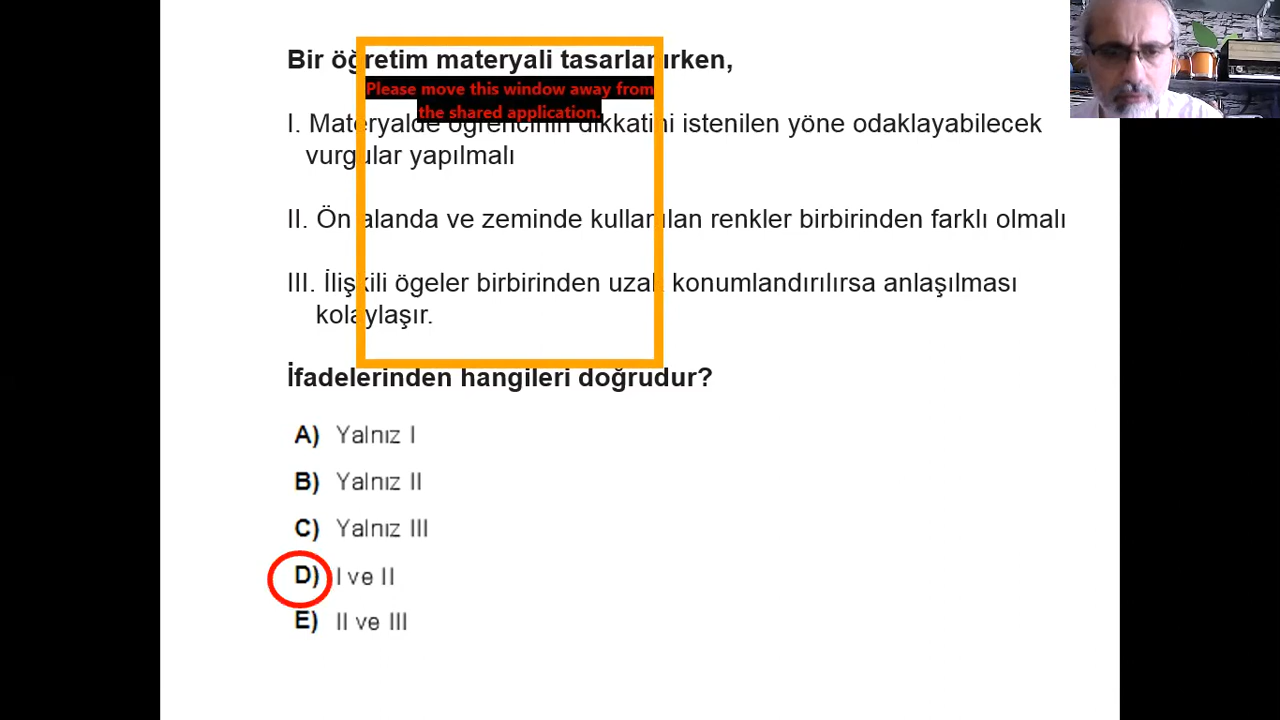 Bir öğretim materyali tasarlanırken,
Please move this window away from
the shared application.
I. Materyalde öğrencinin dikkatini istenilen yöne odaklayabilecek
vurgular yapılmalı
II. Ön alanda ve zeminde kullanılan renkler birbirinden farklı olmalı
III. İlişkili ögeler birbirinden uzak konumlandırılırsa anlaşılması
kolaylaşır.
İfadelerinden hangileri doğrudur?
A) Yalnız I
B) Yalnız II
C) Yalnız III
D) I ve II
E) II ve III